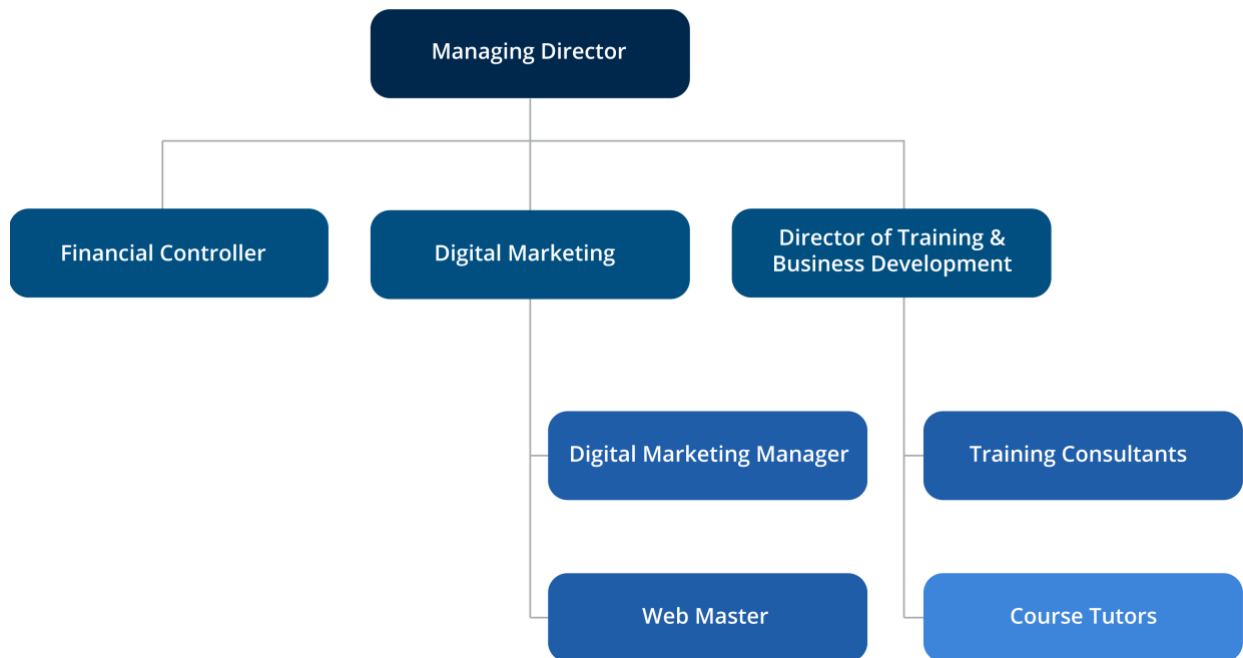 Managing Director
Financial Controller
Digital Marketing
Director of Training &
Business Development
Digital Marketing Manager
Training Consultants
Web Master
Course Tutors